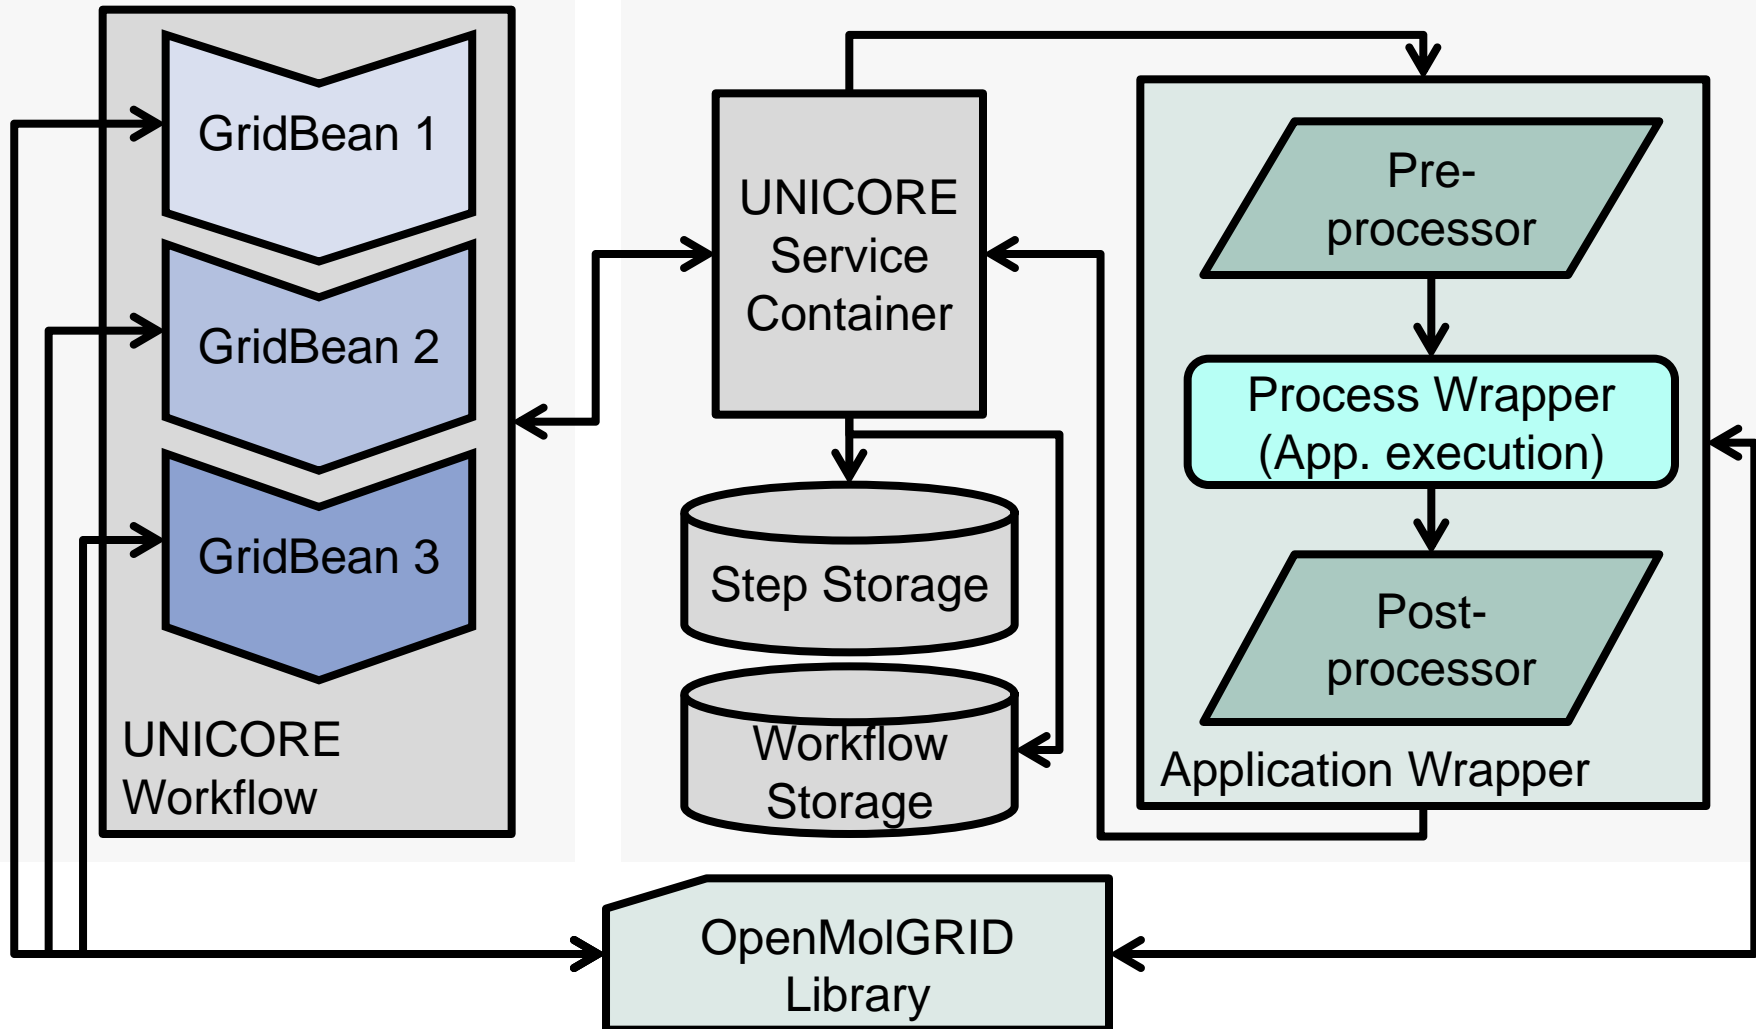 GridBean 1
GridBean 2
GridBean 3
UNICORE
Workflow
UNICORE
Service
Container
Step Storage
Workflow
Storage
Pre-
processor
Process Wrapper
(App. execution)
Post-
processor
Application Wrapper
OpenMolGRID
Library